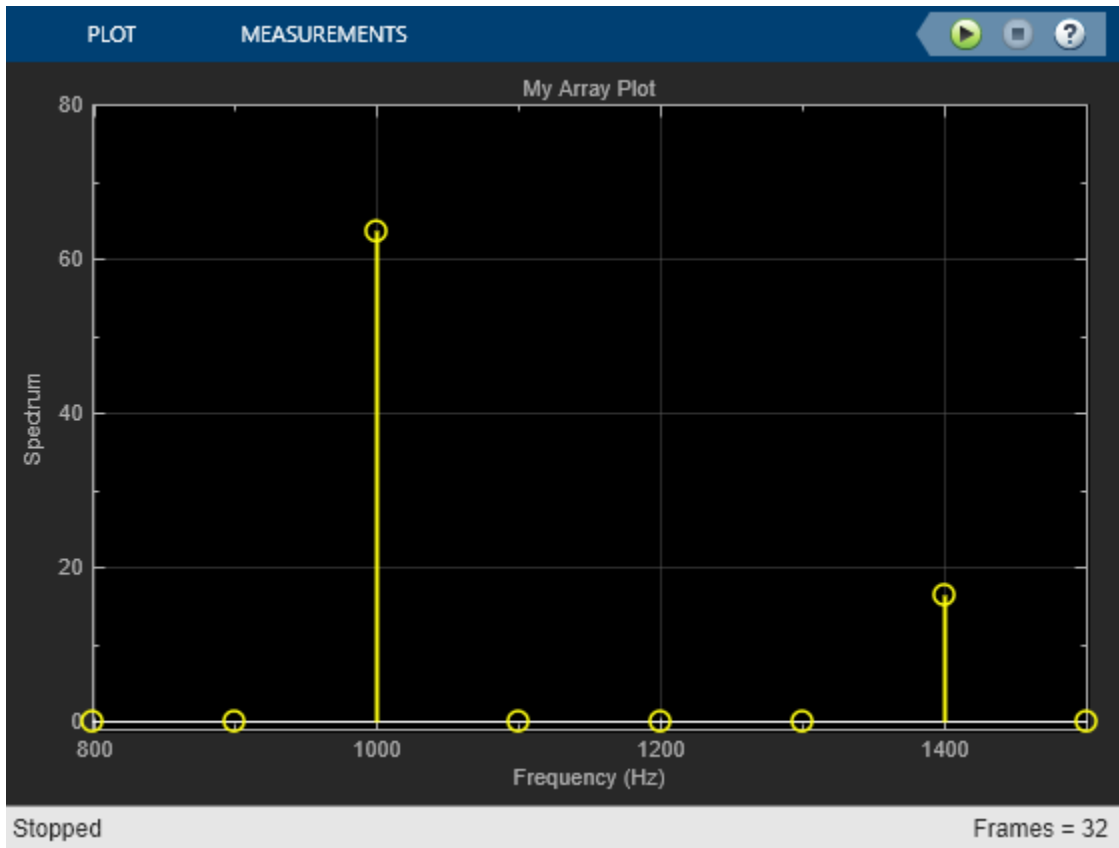 PLOT MEASUREMENTS ?
My Array Plot
80
60
40
20
0
Spectrum
800 1000 1200 1400
Frequency (Hz)
Stopped Frames = 32